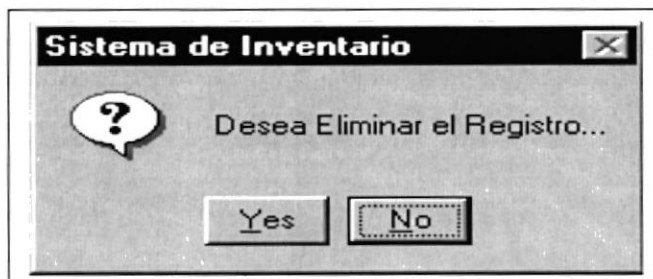 Sistema de Inventario
?
Desea Eliminar el Registro...
Yes
No